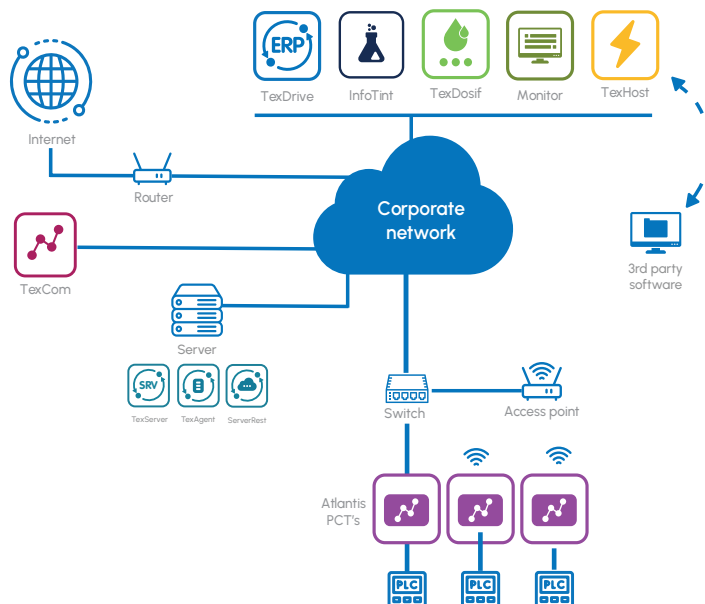 ERP
TexDrive
InfoTint
TexDosif
Monitor
TexHost
Internet
Router
Corporate
network
TexCom
3rd party
software
Server
SRV
TexServer
TexAgent
ServerRest
Switch
Access point
Atlantis
PCT's
PLC
PLC
PLC